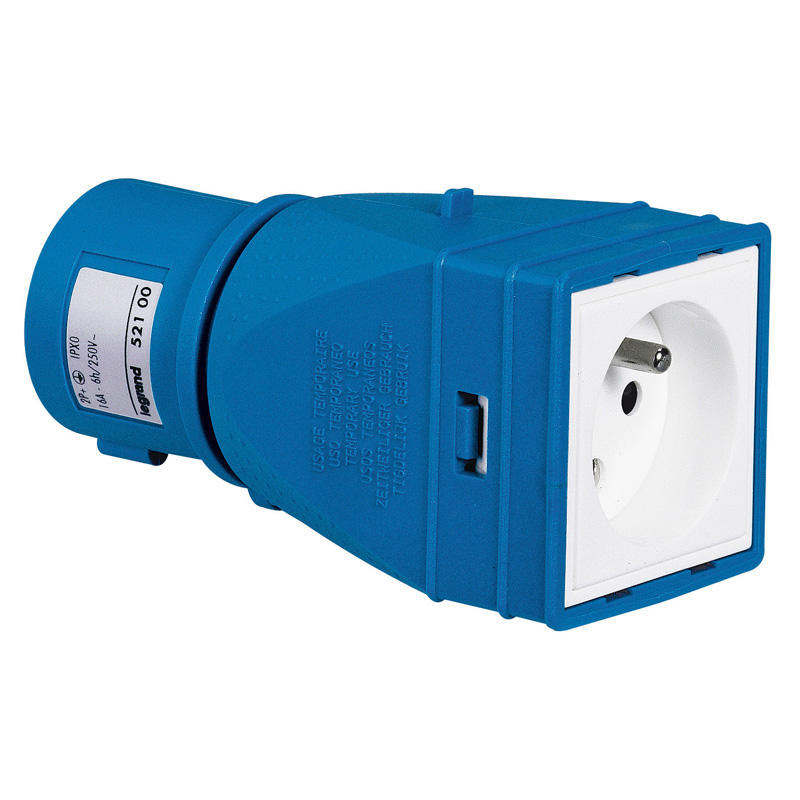 2P+ ⏚ IPX0
16A - 6h/250V~
legrand 521 00
USAGE TEMPORAIRE
USO TEMPORANEO
TEMPORARY USE
USOS TEMPORANEOS
ZEITWEILIGER GEBRAUCH
TIGDELIJK GEBRUIK